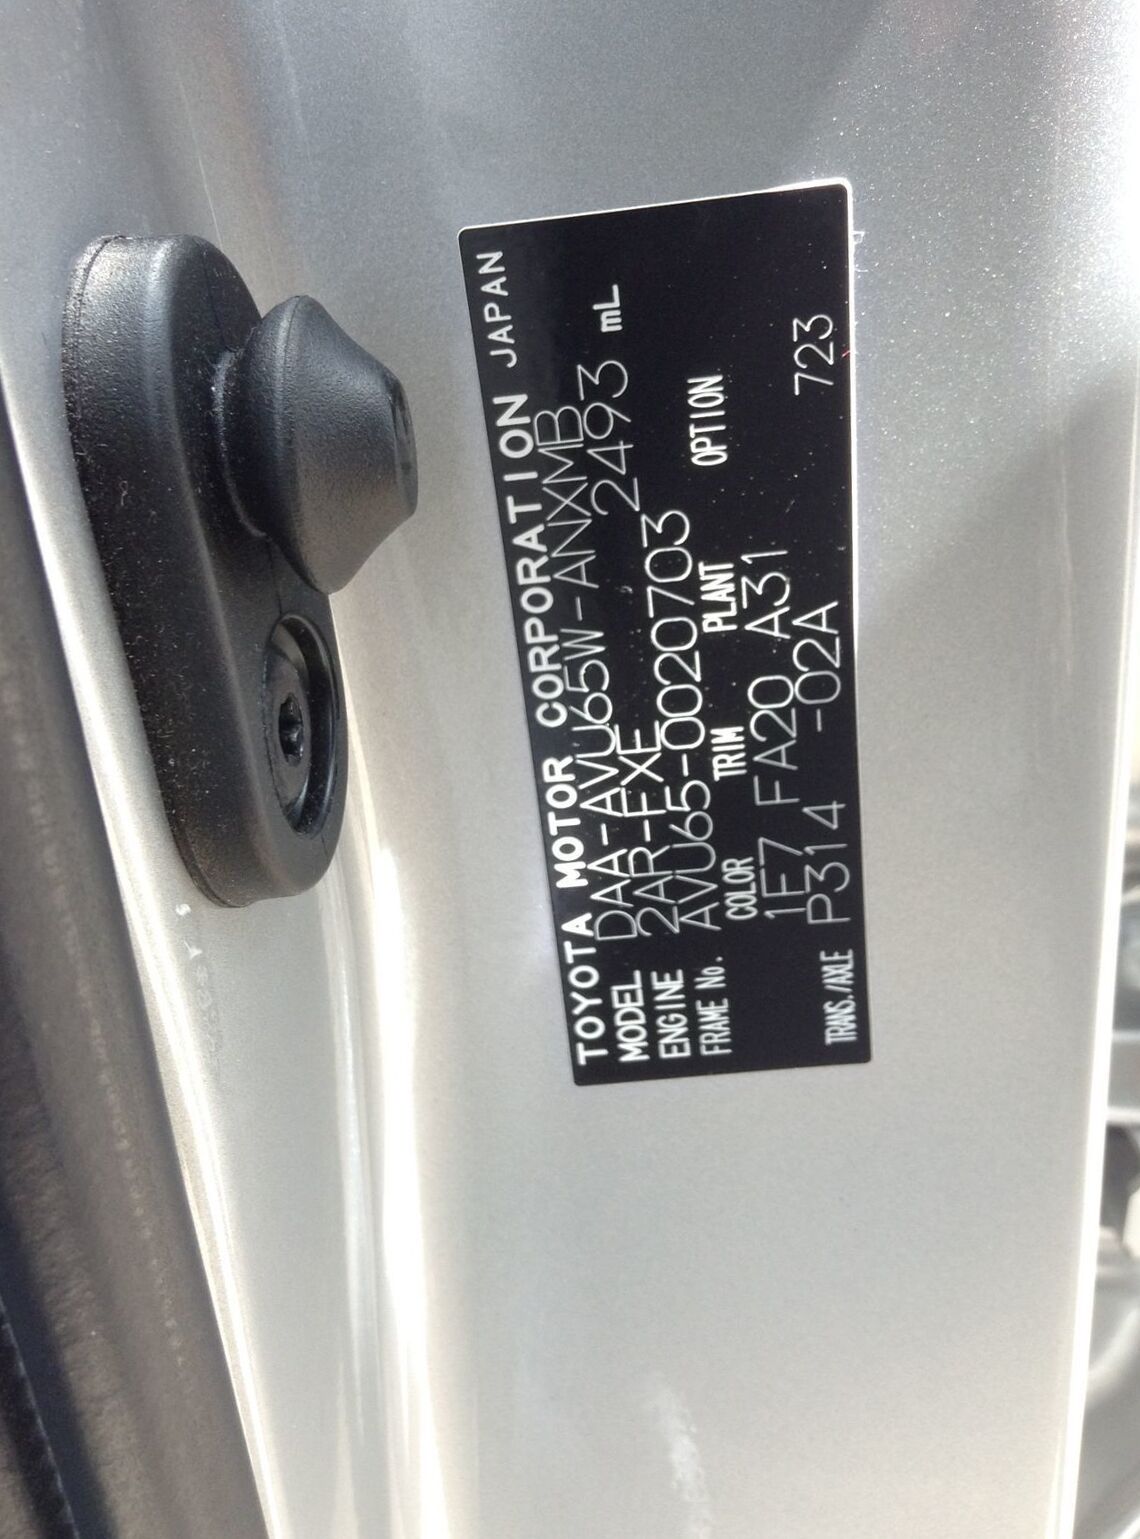 TOYOTA MOTOR CORPORATION JAPAN
MODEL DAA-AVU65W-ANXMB
ENGINE 2AR-FXE 2493 mL
FRAME No. AVU65-0020703
COLOR TRIM PLANT OPTION
1F7 FA20 A31
TRANS./AXLE P314 -02A 723